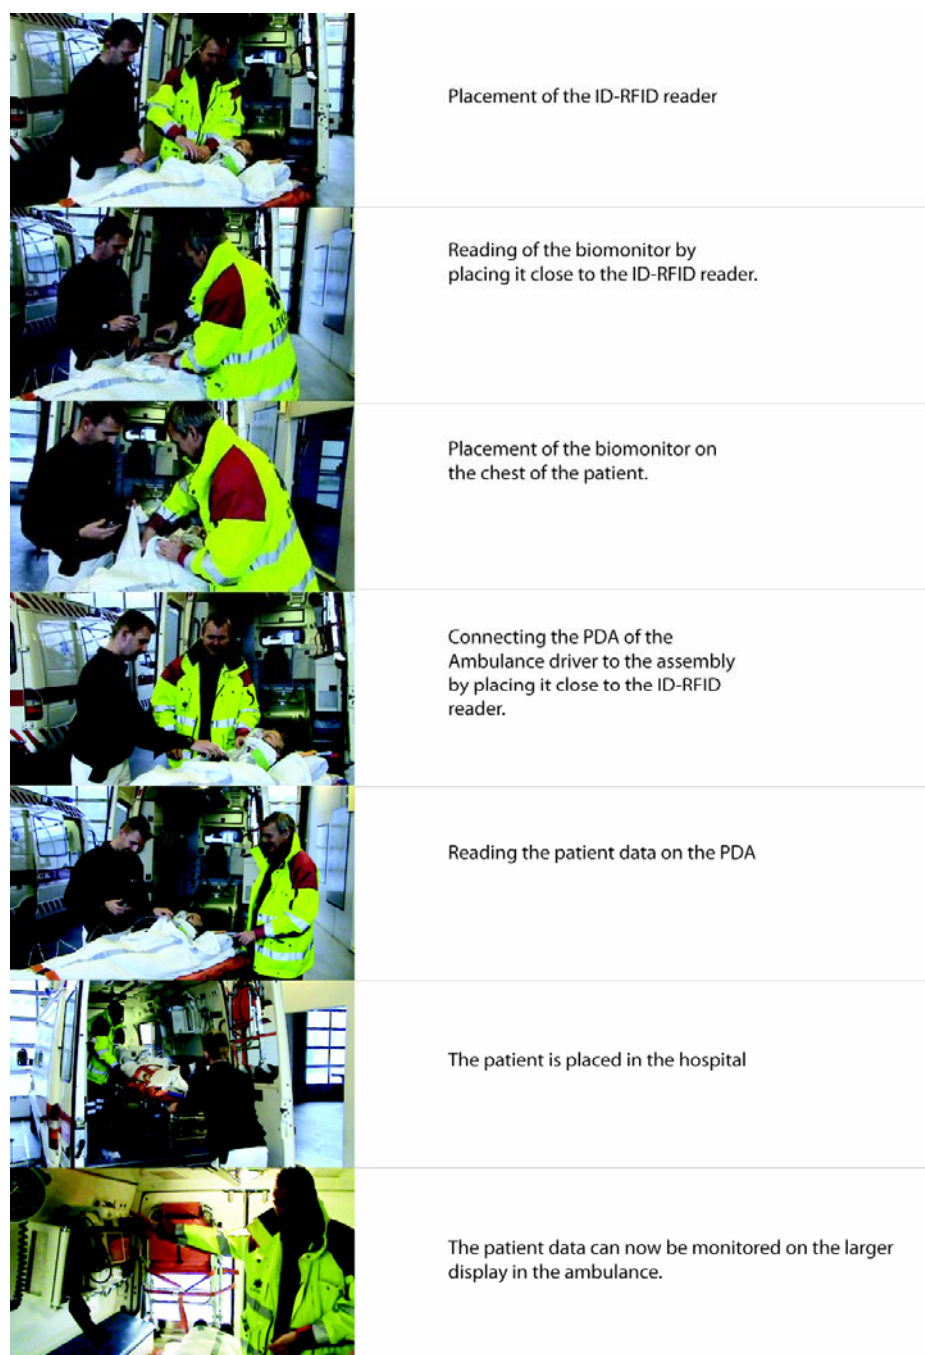 Placement of the ID-RFID reader
Reading of the biomonitor by
placing it close to the ID-RFID reader.
Placement of the biomonitor on
the chest of the patient.
Connecting the PDA of the
Ambulance driver to the assembly
by placing it close to the ID-RFID
reader.
Reading the patient data on the PDA
The patient is placed in the hospital
The patient data can now be monitored on the larger
display in the ambulance.